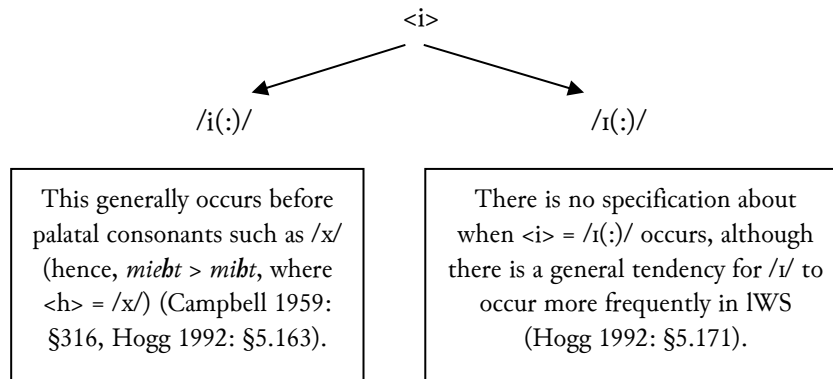 <i>
/i(:)/
/ɪ(:)/
This generally occurs before
palatal consonants such as /x/
(hence, mieht > miht, where
<h> = /x/) (Campbell 1959:
§316, Hogg 1992: §5.163).
There is no specification about
when <i> = /ɪ(:)/ occurs, although
there is a general tendency for /ɪ/ to
occur more frequently in lWS
(Hogg 1992: §5.171).